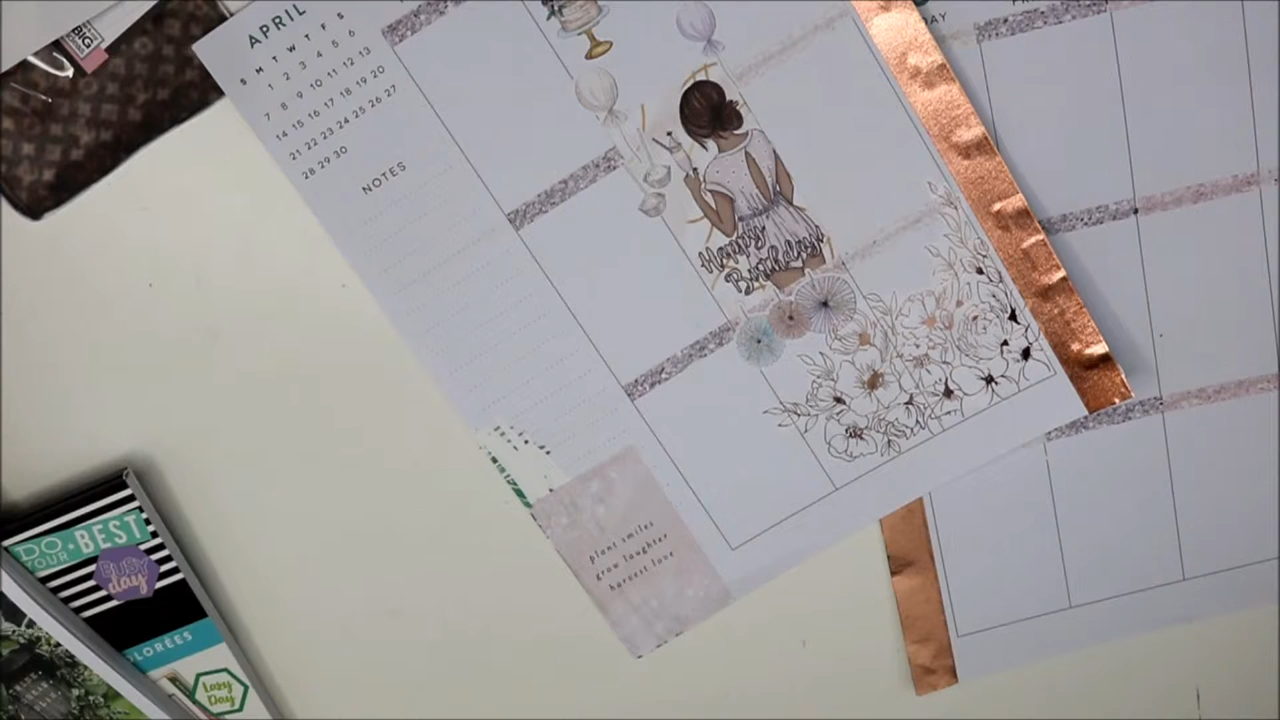 APRIL
S M T W T F S
1 2 3 4 5 6
7 8 9 10 11 12 13
14 15 16 17 18 19 20
21 22 23 24 25 26 27
28 29 30
NOTES
Happy
Birthday!
plant smiles
grow laughter
harvest love
DAY
BIG
DO YOUR · BEST
BUSY
day
LORÉES
Lazy
Day